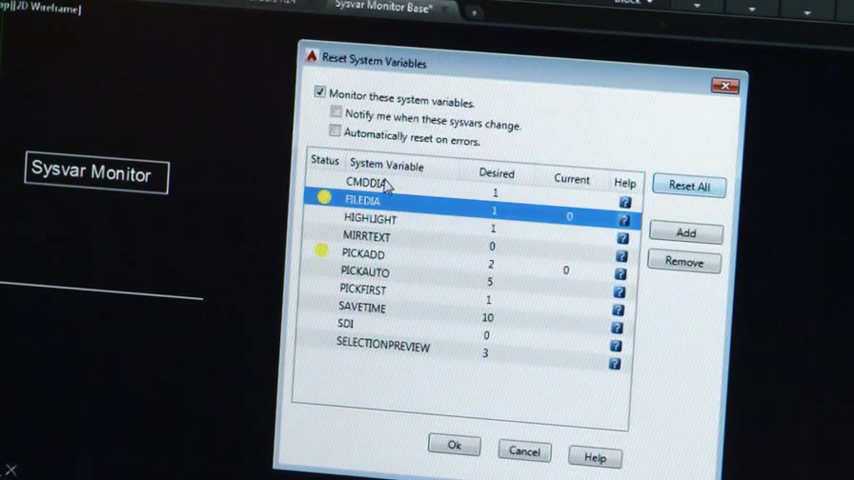 2D Wireframe]
Sysvar Monitor Base*
Reset System Variables
Monitor these system variables.
Notify me when these sysvars change.
Automatically reset on errors.
Status System Variable Desired Current Help
CMDDIA 1 ?
FILEDIA 1 0 ?
HIGHLIGHT 1 ?
MIRRTEXT 0 ?
PICKADD 2 0 ?
PICKAUTO 5 ?
PICKFIRST 1 ?
SAVETIME 10 ?
SDI 0 ?
SELECTIONPREVIEW 3 ?
Reset All
Add
Remove
Ok Cancel Help
Sysvar Monitor